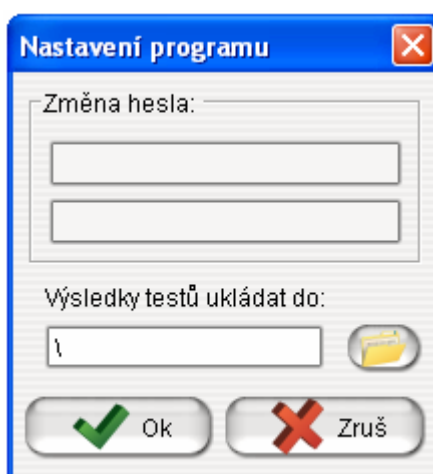 Nastavení programu
Změna hesla:
Výsledky testů ukládat do:
\
Ok
Zruš